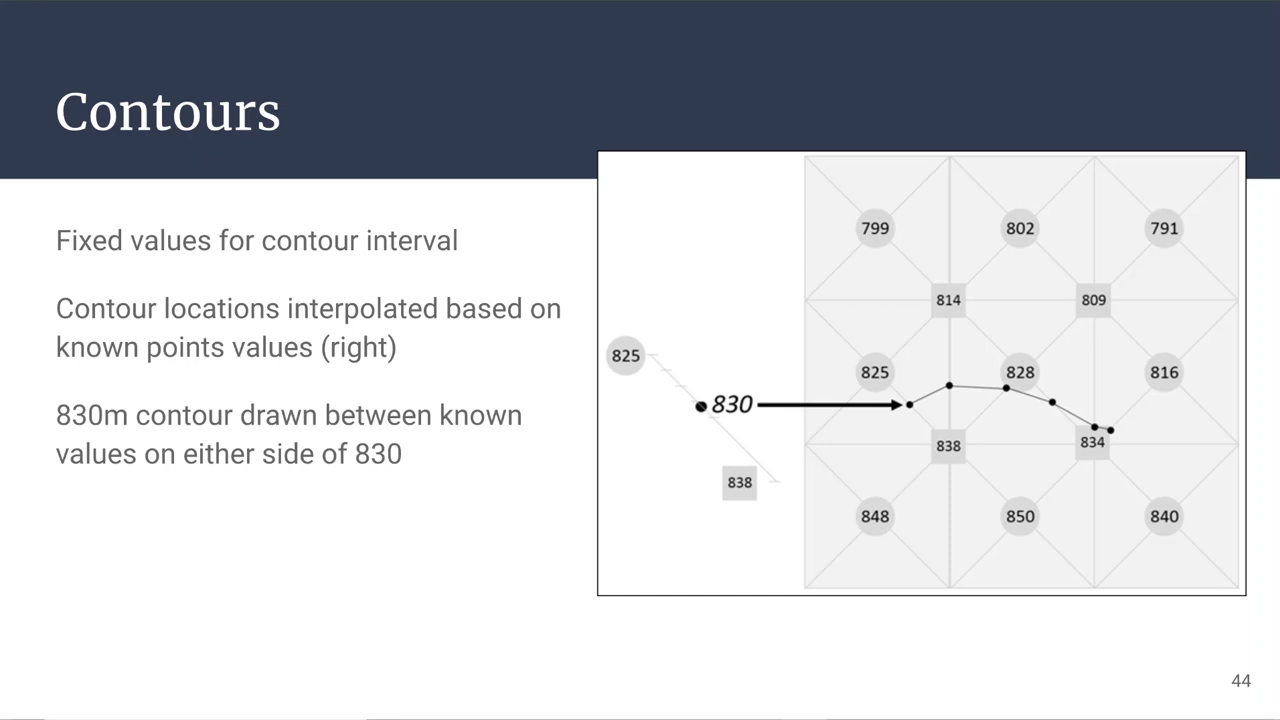 Contours
Fixed values for contour interval
Contour locations interpolated based on
known points values (right)
830m contour drawn between known
values on either side of 830
825
830
838
799 802 791
814 809
825 828 816
838 834
848 850 840
44